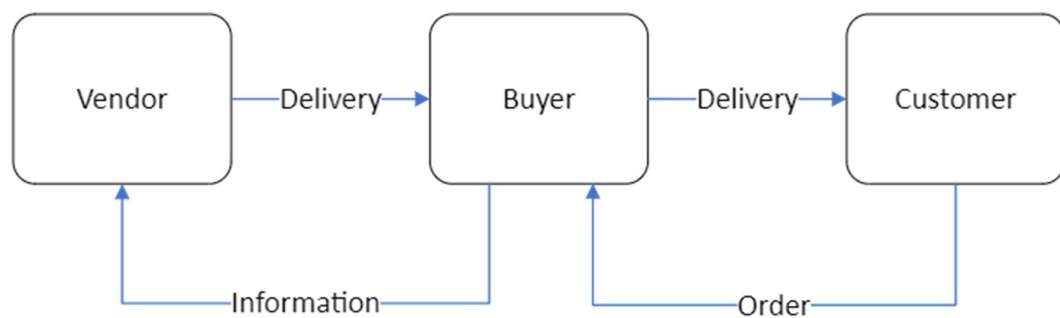 Vendor
Delivery
Buyer
Delivery
Customer
Information
Order